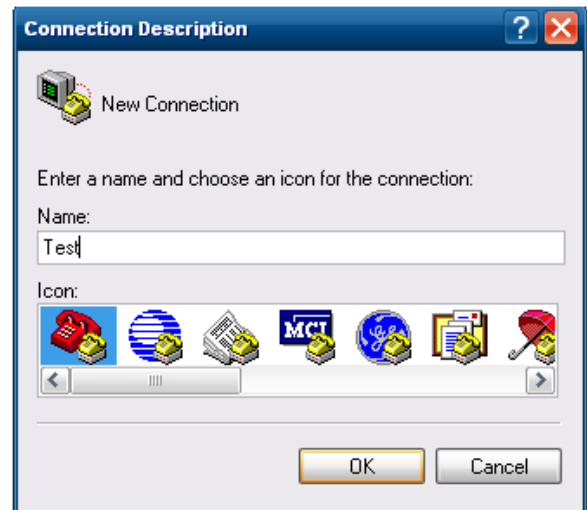 Connection Description
New Connection
Enter a name and choose an icon for the connection:
Name:
Test
Icon:
MCI
OK
Cancel